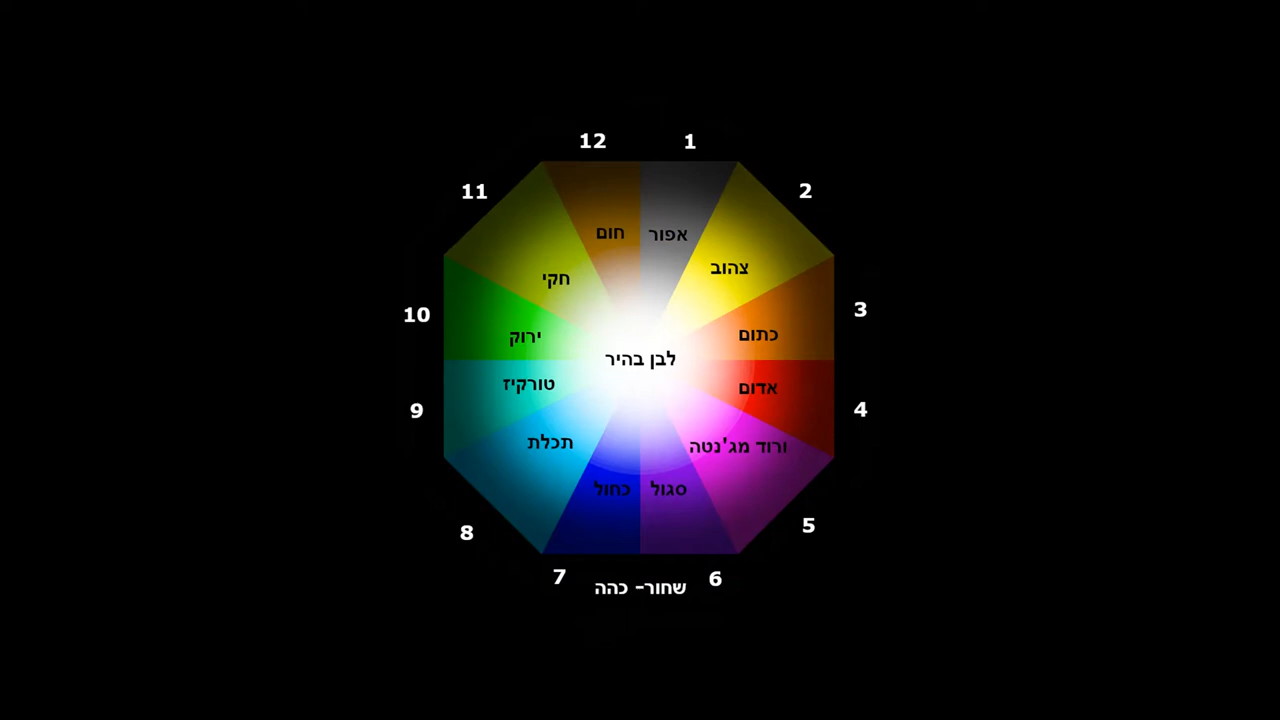 12
1
11
2
חום
אפור
צהוב
חקי
10
3
ירוק
כתום
לבן בהיר
טורקיז
אדום
9
4
תכלת
ורוד מג'נטה
כחול
סגול
8
5
7
שחור- כהה
6